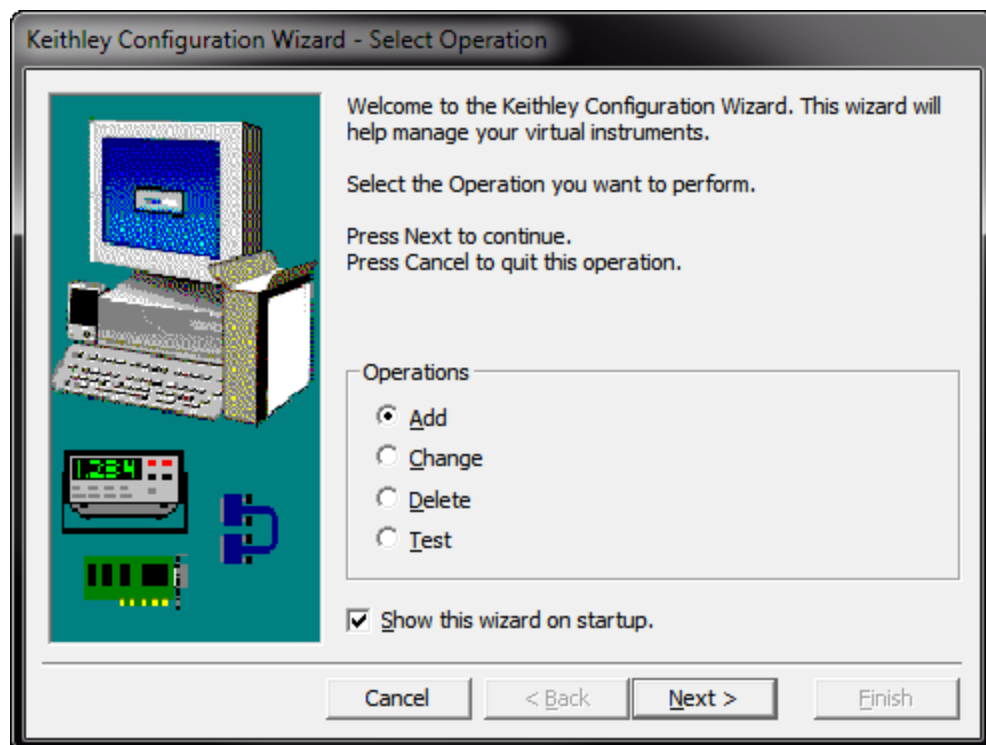 Keithley Configuration Wizard - Select Operation
Welcome to the Keithley Configuration Wizard. This wizard will
help manage your virtual instruments.
Select the Operation you want to perform.
Press Next to continue.
Press Cancel to quit this operation.
Operations
Add
Change
Delete
Test
Show this wizard on startup.
Cancel
< Back
Next >
Finish
1.234